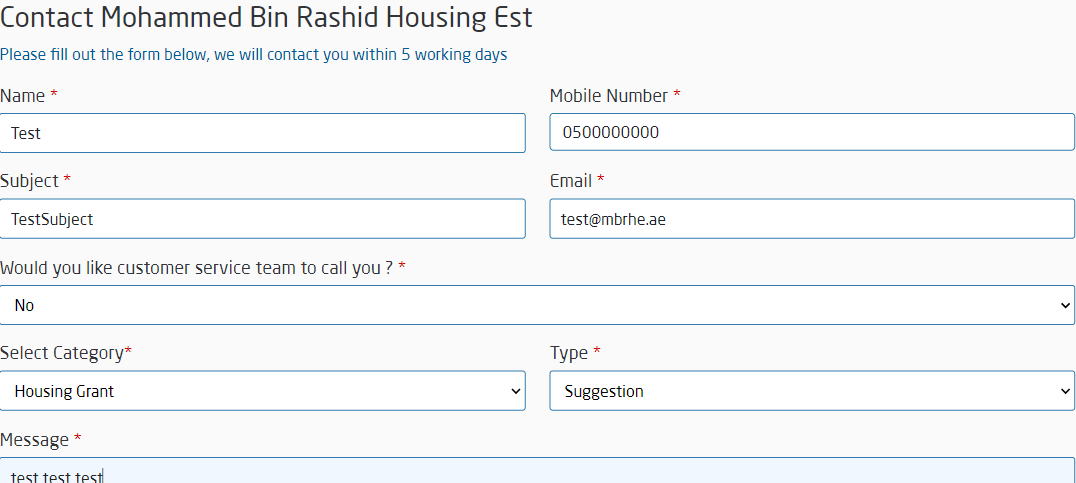 Contact Mohammed Bin Rashid Housing Est
Please fill out the form below, we will contact you within 5 working days
Name *
Mobile Number *
Test
0500000000
Subject *
Email *
TestSubject
test@mbrhe.ae
Would you like customer service team to call you ? *
No
Select Category*
Type *
Housing Grant
Suggestion
Message *
test test test